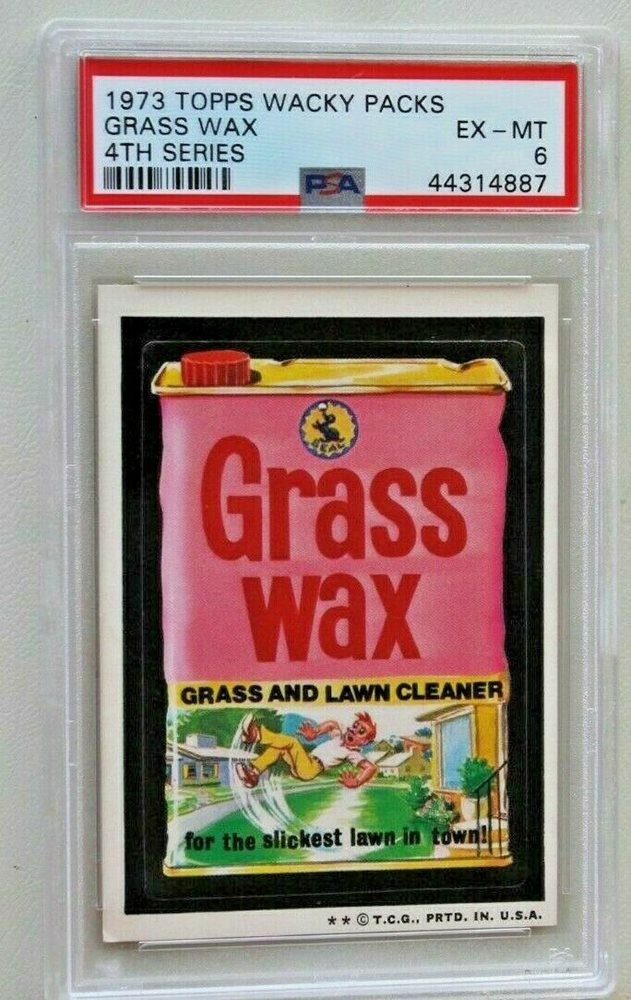 1973 TOPPS WACKY PACKS
GRASS WAX EX - MT
4TH SERIES 6
PSA 44314887
SEAL
Grass
wax
GRASS AND LAWN CLEANER
for the slickest lawn in town!
** © T.C.G., PRTD. IN. U.S.A.